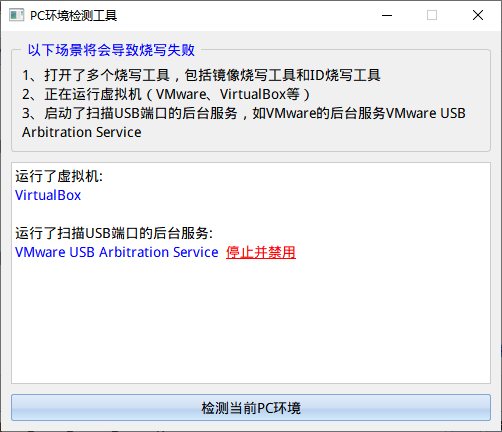 PC环境检测工具
以下场景将会导致烧写失败
1、打开了多个烧写工具，包括镜像烧写工具和ID烧写工具
2、正在运行虚拟机（VMware、VirtualBox等）
3、启动了扫描USB端口的后台服务，如VMware的后台服务VMware USB
Arbitration Service
运行了虚拟机:
VirtualBox
运行了扫描USB端口的后台服务:
VMware USB Arbitration Service 停止并禁用
检测当前PC环境